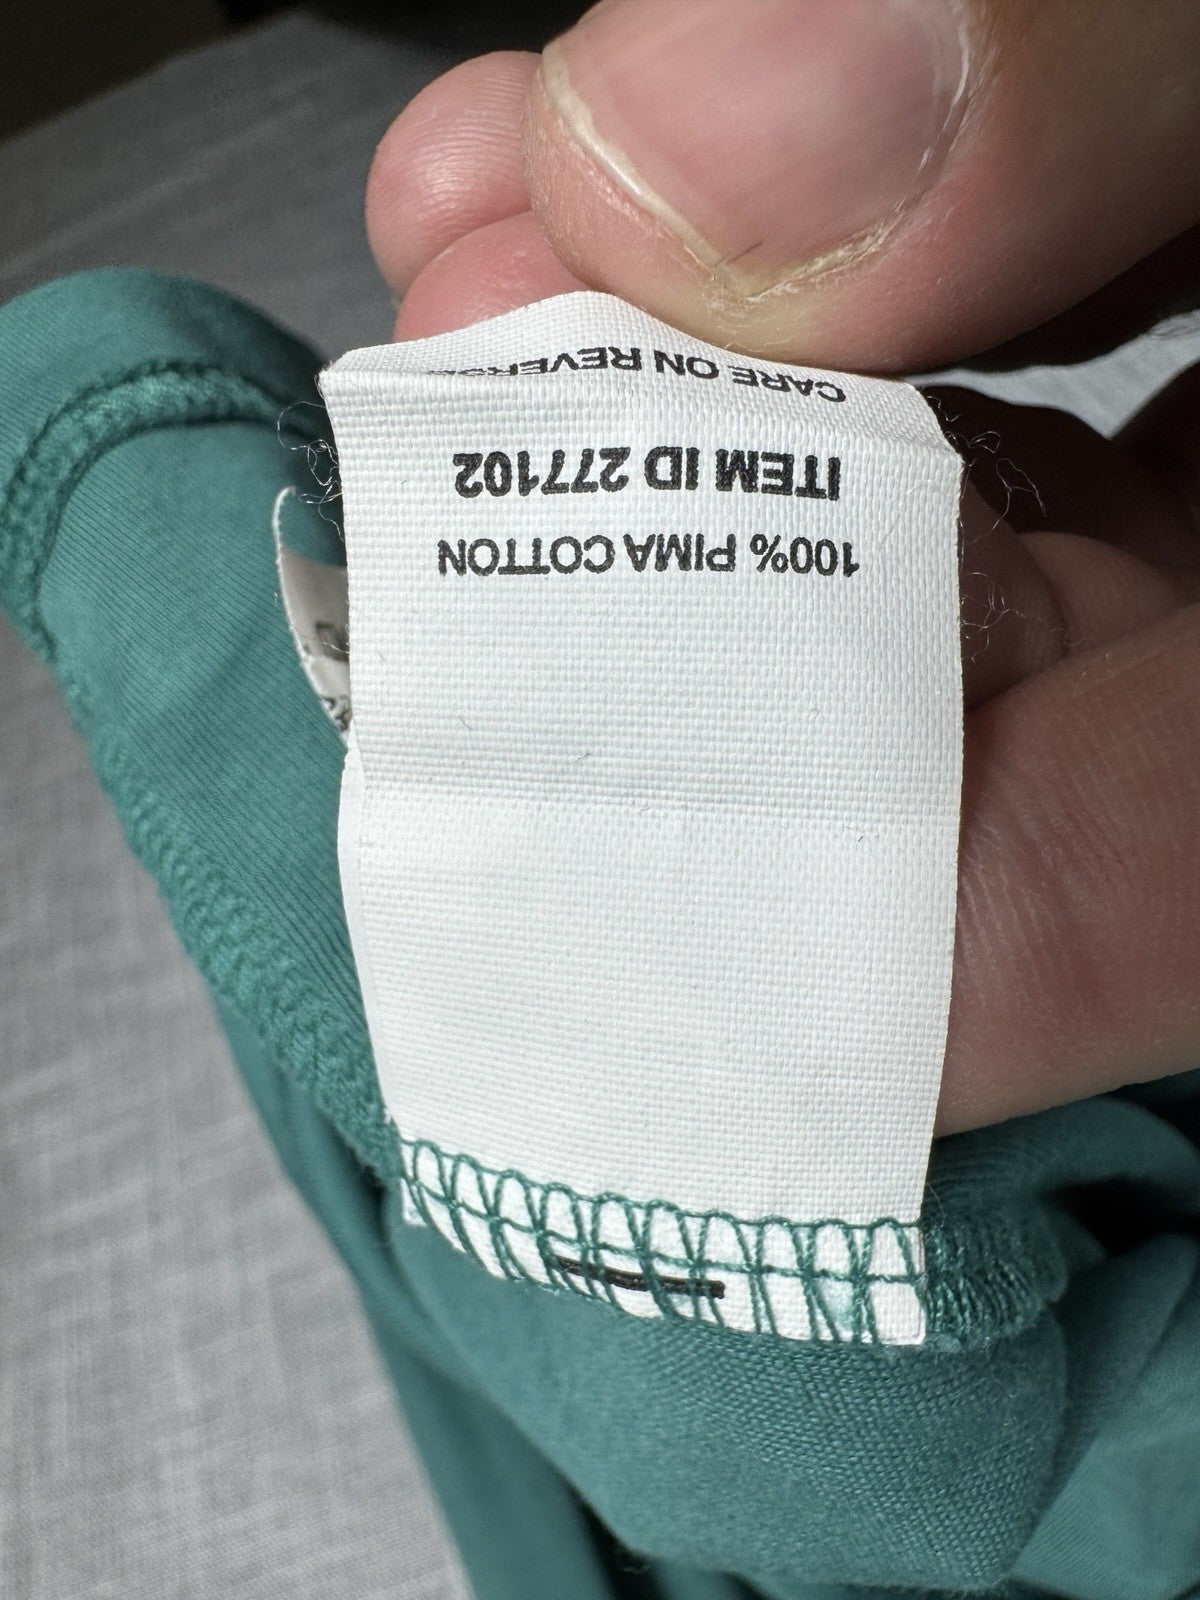 100% PIMA COTTON
ITEM ID 277102
CARE ON REVERSE